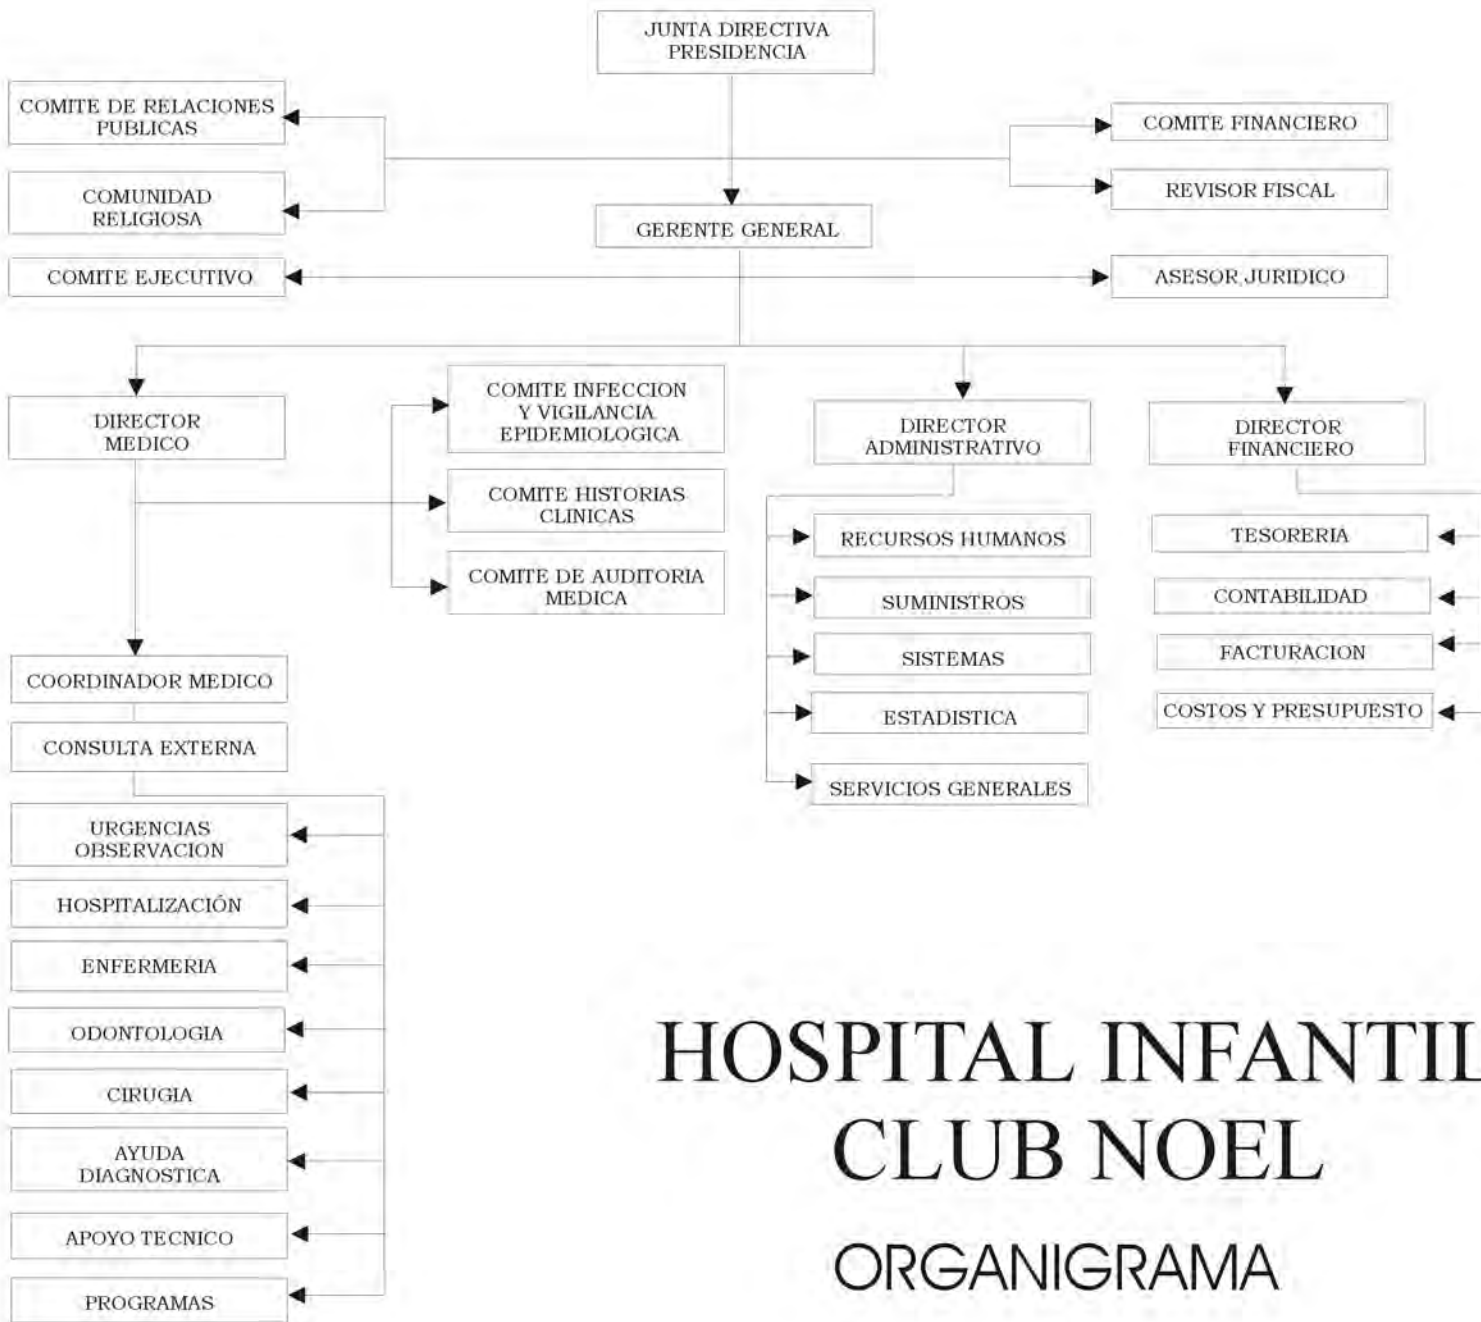 JUNTA DIRECTIVA
PRESIDENCIA
COMITE DE RELACIONES
PUBLICAS
COMITE FINANCIERO
COMUNIDAD
RELIGIOSA
REVISOR FISCAL
GERENTE GENERAL
COMITE EJECUTIVO
ASESOR JURIDICO
DIRECTOR
MEDICO
COMITE INFECCION
Y VIGILANCIA
EPIDEMIOLOGICA
COMITE HISTORIAS
CLINICAS
COMITE DE AUDITORIA
MEDICA
DIRECTOR
ADMINISTRATIVO
DIRECTOR
FINANCIERO
RECURSOS HUMANOS
SUMINISTROS
SISTEMAS
ESTADISTICA
SERVICIOS GENERALES
TESORERIA
CONTABILIDAD
FACTURACION
COSTOS Y PRESUPUESTO
COORDINADOR MEDICO
CONSULTA EXTERNA
URGENCIAS
OBSERVACION
HOSPITALIZACIÓN
ENFERMERIA
ODONTOLOGIA
CIRUGIA
AYUDA
DIAGNOSTICA
APOYO TECNICO
PROGRAMAS
HOSPITAL INFANTIL
CLUB NOEL
ORGANIGRAMA